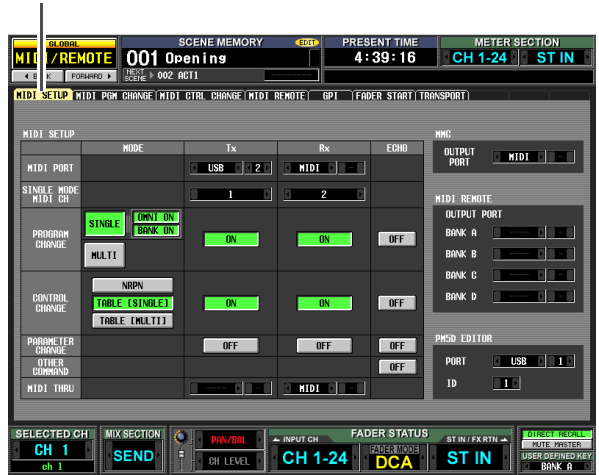 GLOBAL SCENE MEMORY EDIT PRESENT TIME METER SECTION
MIDI/REMOTE 001 Opening 4:39:16 CH 1-24 ST IN
BACK FORWARD NEXT SCENE 002 ACT1
MIDI SETUP MIDI PGM CHANGE MIDI CTRL CHANGE MIDI REMOTE GPI FADER START TRANSPORT
MIDI SETUP MMC
MODE Tx Rx ECHO
OUTPUT PORT MIDI -
MIDI PORT USB 2 MIDI -
SINGLE MODE MIDI CH 1 2
MIDI REMOTE
OUTPUT PORT
PROGRAM CHANGE SINGLE OMNI ON BANK ON ON ON OFF
MULTI
BANK A ---- -
BANK B ---- -
BANK C ---- -
BANK D ---- -
CONTROL CHANGE NRPN
TABLE [SINGLE] ON ON OFF
TABLE [MULTI]
PARAMETER CHANGE OFF OFF OFF
OTHER COMMAND OFF
MIDI THRU ---- - MIDI -
PM5D EDITOR
PORT USB 1
ID 1
SELECTED CH MIX SECTION PAN/BAL FADER STATUS DIRECT RECALL
INPUT CH FADER MODE ST IN / FX RTN MUTE MASTER
CH 1 SEND CH LEVEL CH 1-24 DCA ST IN USER DEFINED KEY
ch 1 BANK A